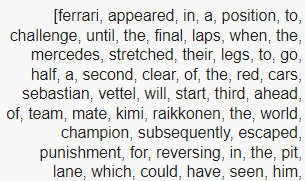 [ferrari, appeared, in, a, position, to,
challenge, until, the, final, laps, when, the,
mercedes, stretched, their, legs, to, go,
half, a, second, clear, of, the, red, cars,
sebastian, vettel, will, start, third, ahead,
of, team, mate, kimi, raikkonen, the, world,
champion, subsequently, escaped,
punishment, for, reversing, in, the, pit,
lane, which, could, have, seen, him,